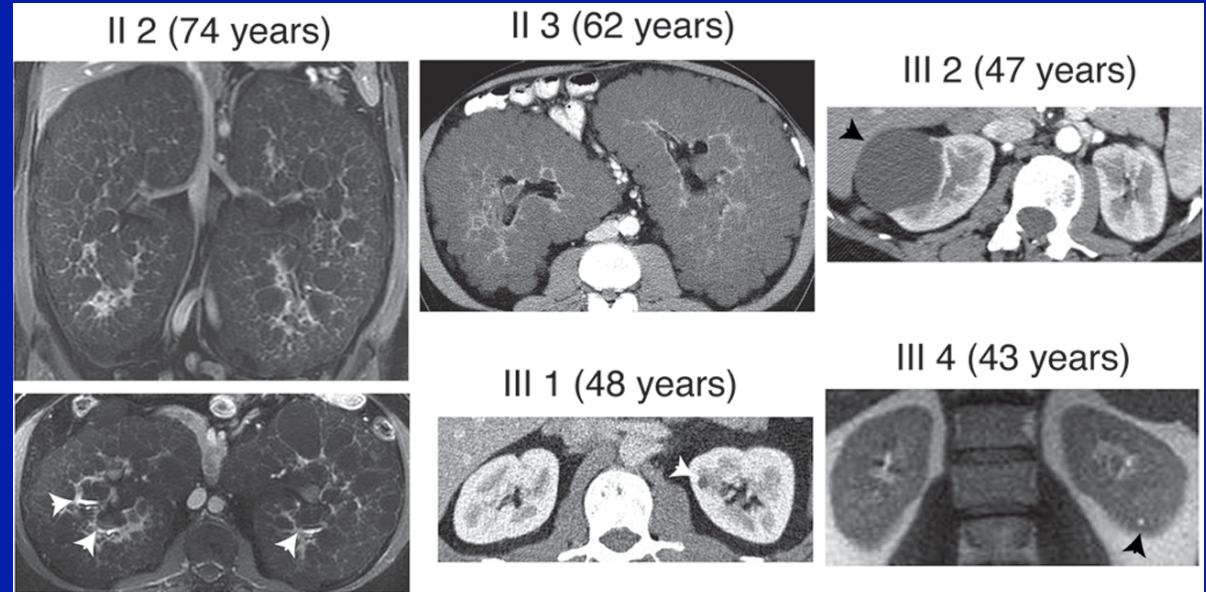 II 2 (74 years)
II 3 (62 years)
III 2 (47 years)
III 1 (48 years)
III 4 (43 years)